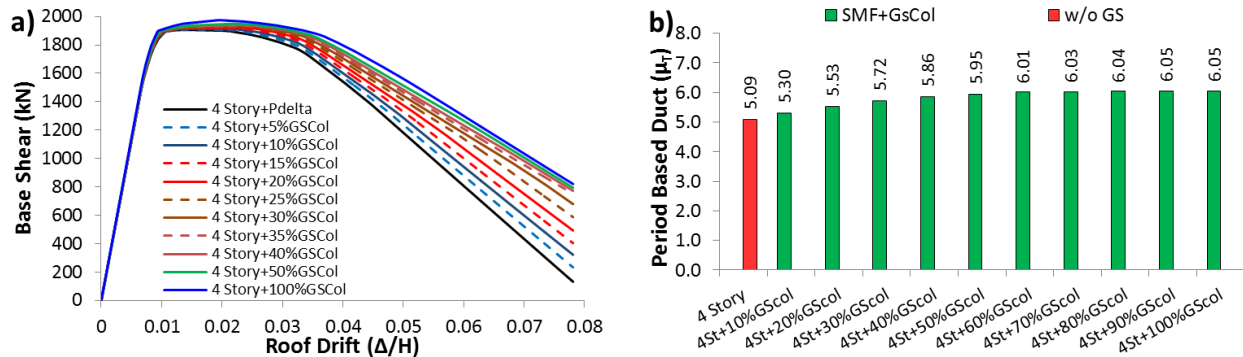 a)
Base Shear (kN)
2000
1800
1600
1400
1200
1000
800
600
400
200
0
4 Story+Pdelta
4 Story+5%GSCol
4 Story+10%GSCol
4 Story+15%GSCol
4 Story+20%GSCol
4 Story+25%GSCol
4 Story+30%GSCol
4 Story+35%GSCol
4 Story+40%GSCol
4 Story+50%GSCol
4 Story+100%GSCol
0 0.01 0.02 0.03 0.04 0.05 0.06 0.07 0.08
Roof Drift (Δ/H)
b)
SMF+GsCol w/o GS
Period Based Duct (μT)
8.0
7.0
6.0
5.0
4.0
3.0
2.0
1.0
0.0
5.09 5.30 5.53 5.72 5.86 5.95 6.01 6.03 6.04 6.05 6.05
4 Story
4St+10%GScol
4St+20%GScol
4St+30%GScol
4St+40%GScol
4St+50%GScol
4St+60%GScol
4St+70%GScol
4St+80%GScol
4St+90%GScol
4St+100%GScol